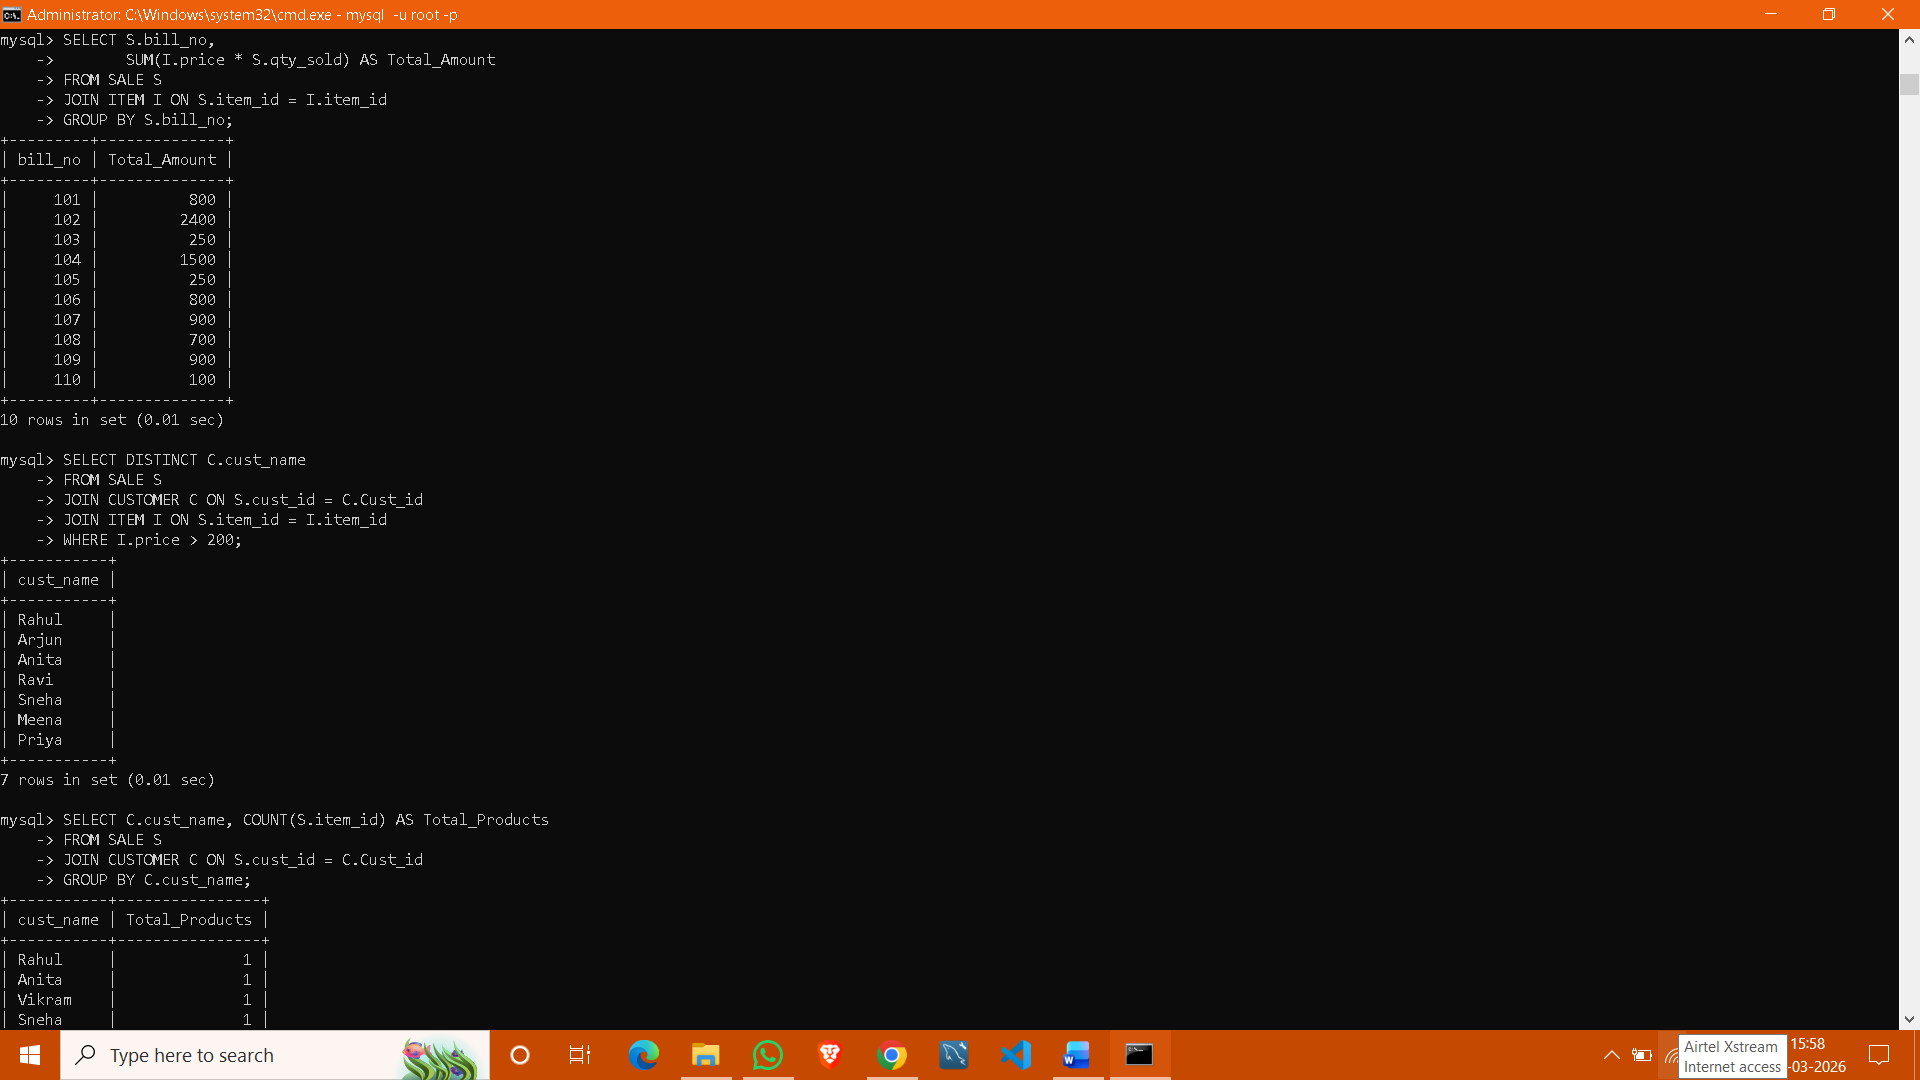 Administrator: C:\Windows\system32\cmd.exe - mysql  -u root -p
mysql> SELECT S.bill_no,
    ->        SUM(I.price * S.qty_sold) AS Total_Amount
    -> FROM SALE S
    -> JOIN ITEM I ON S.item_id = I.item_id
    -> GROUP BY S.bill_no;
+---------+--------------+
| bill_no | Total_Amount |
+---------+--------------+
|     101 |          800 |
|     102 |         2400 |
|     103 |          250 |
|     104 |         1500 |
|     105 |          250 |
|     106 |          800 |
|     107 |          900 |
|     108 |          700 |
|     109 |          900 |
|     110 |          100 |
+---------+--------------+
10 rows in set (0.01 sec)

mysql> SELECT DISTINCT C.cust_name
    -> FROM SALE S
    -> JOIN CUSTOMER C ON S.cust_id = C.Cust_id
    -> JOIN ITEM I ON S.item_id = I.item_id
    -> WHERE I.price > 200;
+-----------+
| cust_name |
+-----------+
| Rahul     |
| Arjun     |
| Anita     |
| Ravi      |
| Sneha     |
| Meena     |
| Priya     |
+-----------+
7 rows in set (0.01 sec)

mysql> SELECT C.cust_name, COUNT(S.item_id) AS Total_Products
    -> FROM SALE S
    -> JOIN CUSTOMER C ON S.cust_id = C.Cust_id
    -> GROUP BY C.cust_name;
+-----------+----------------+
| cust_name | Total_Products |
+-----------+----------------+
| Rahul     |              1 |
| Anita     |              1 |
| Vikram    |              1 |
| Sneha     |              1 |
Type here to search
Airtel Xstream
Internet access
15:58
-03-2026